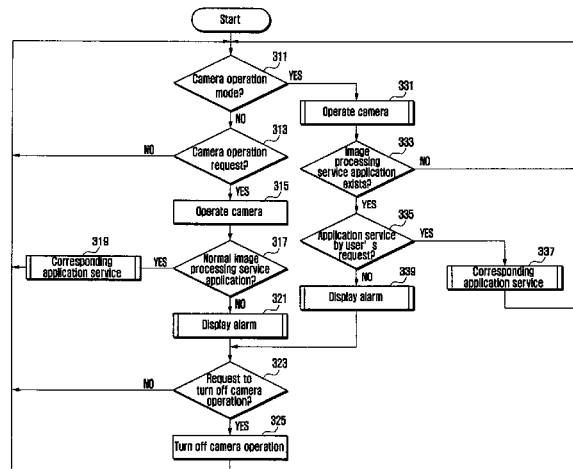 Start
311
Camera operation
mode?
YES
NO
331
Operate camera
313
Camera operation
request?
NO
YES
333
Image
processing
service application
exists?
NO
YES
315
Operate camera
335
Application service
by user's
request?
YES
NO
319
Corresponding
application service
YES
317
Normal image
processing service
application?
NO
337
Corresponding
application service
339
Display alarm
321
Display alarm
323
Request to
turn off camera
operation?
NO
YES
325
Turn off camera operation